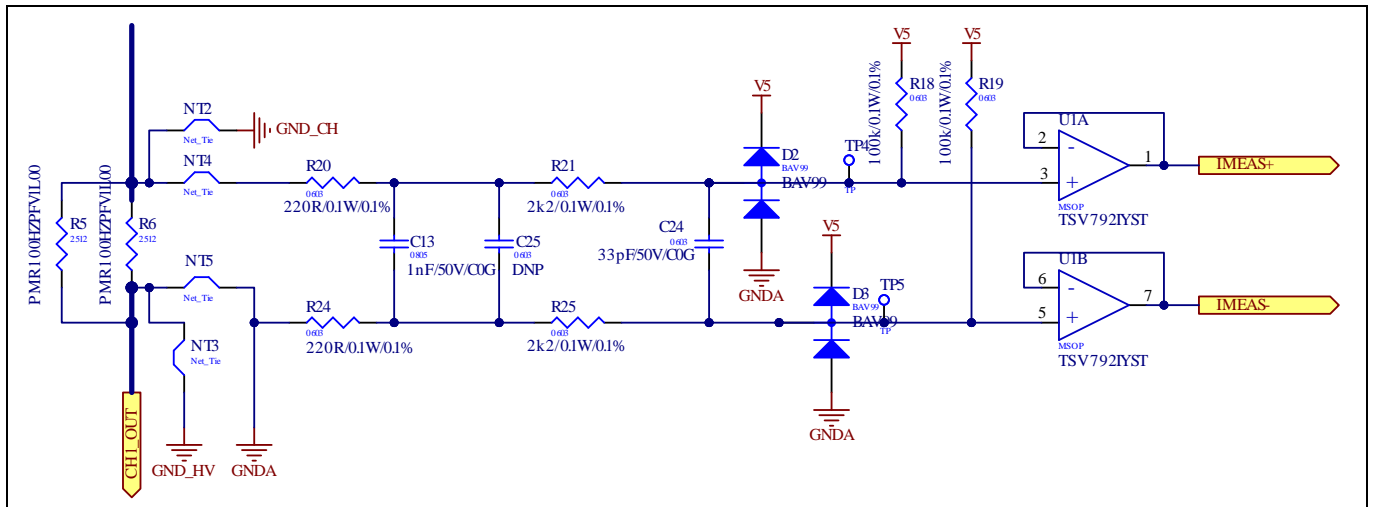 V5
V5
V5
100k/0.1W/0.1%
R18
0603
100k/0.1W/0.1%
R19
0603
NT2
Net_Tie
GND_CH
NT4
Net_Tie
R20
0603
220R/0.1W/0.1%
R21
0603
2k2/0.1W/0.1%
D2
BAV99
BAV99
TP4
TP
U1A
2
-
3
+
1
MSOP
TSV792IYST
IMEAS+
PMR100HZPFV1L00
R5
2512
PMR100HZPFV1L00
R6
2512
C13
0805
1nF/50V/C0G
C25
0603
DNP
C24
0603
33pF/50V/C0G
GNDA
V5
NT5
Net_Tie
R24
0603
220R/0.1W/0.1%
R25
0603
2k2/0.1W/0.1%
D3
BAV99
BAV99
TP5
TP
U1B
6
-
5
+
7
MSOP
TSV792IYST
IMEAS-
NT3
Net_Tie
CH1_OUT
GND_HV
GNDA
GNDA